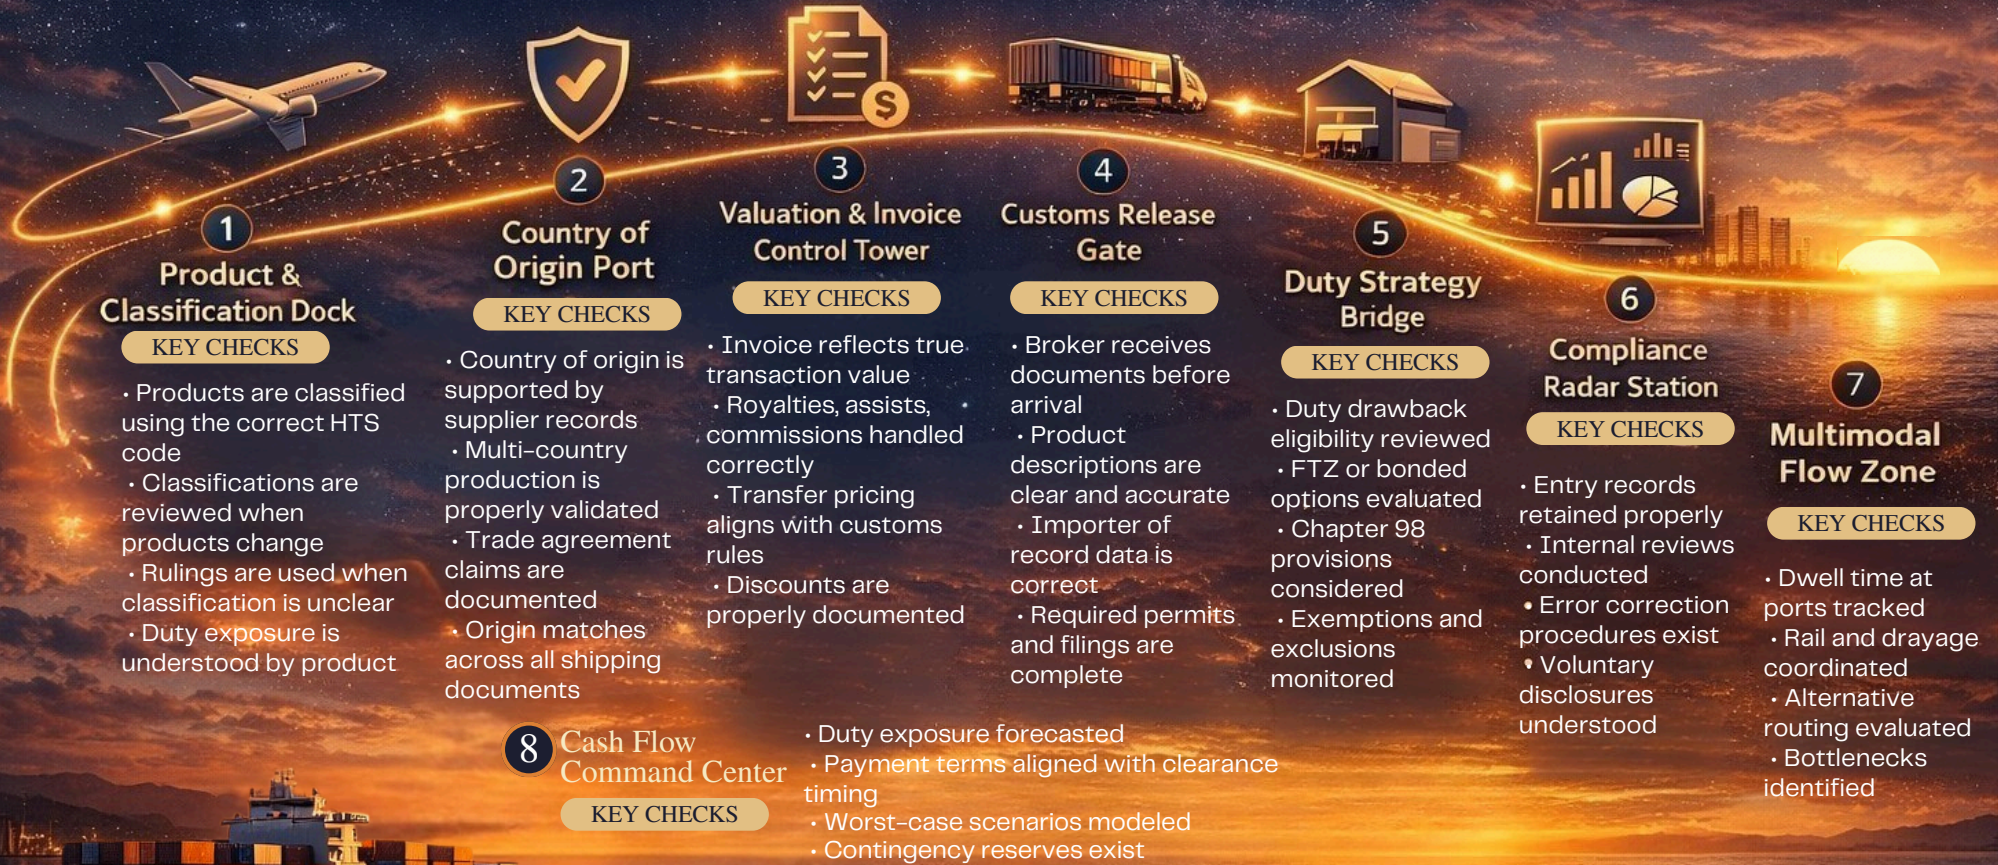 1
Product &
Classification Dock
KEY CHECKS
• Products are classified
using the correct HTS
code
• Classifications are
reviewed when
products change
• Rulings are used when
classification is unclear
• Duty exposure is
understood by product
2
Country of
Origin Port
KEY CHECKS
• Country of origin is
supported by
supplier records
• Multi-country
production is
properly validated
• Trade agreement
claims are
documented
• Origin matches
across all shipping
documents
$
3
Valuation & Invoice
Control Tower
KEY CHECKS
• Invoice reflects true
transaction value
• Royalties, assists,
commissions handled
correctly
• Transfer pricing
aligns with customs
rules
• Discounts are
properly documented
4
Customs Release
Gate
KEY CHECKS
• Broker receives
documents before
arrival
• Product
descriptions are
clear and accurate
• Importer of
record data is
correct
• Required permits
and filings are
complete
5
Duty Strategy
Bridge
KEY CHECKS
• Duty drawback
eligibility reviewed
• FTZ or bonded
options evaluated
• Chapter 98
provisions
considered
• Exemptions and
exclusions
monitored
6
Compliance
Radar Station
KEY CHECKS
• Entry records
retained properly
• Internal reviews
conducted
• Error correction
procedures exist
• Voluntary
disclosures
understood
7
Multimodal
Flow Zone
KEY CHECKS
• Dwell time at
ports tracked
• Rail and drayage
coordinated
• Alternative
routing evaluated
• Bottlenecks
identified
8
Cash Flow
Command Center
KEY CHECKS
• Duty exposure forecasted
• Payment terms aligned with clearance
timing
• Worst-case scenarios modeled
• Contingency reserves exist